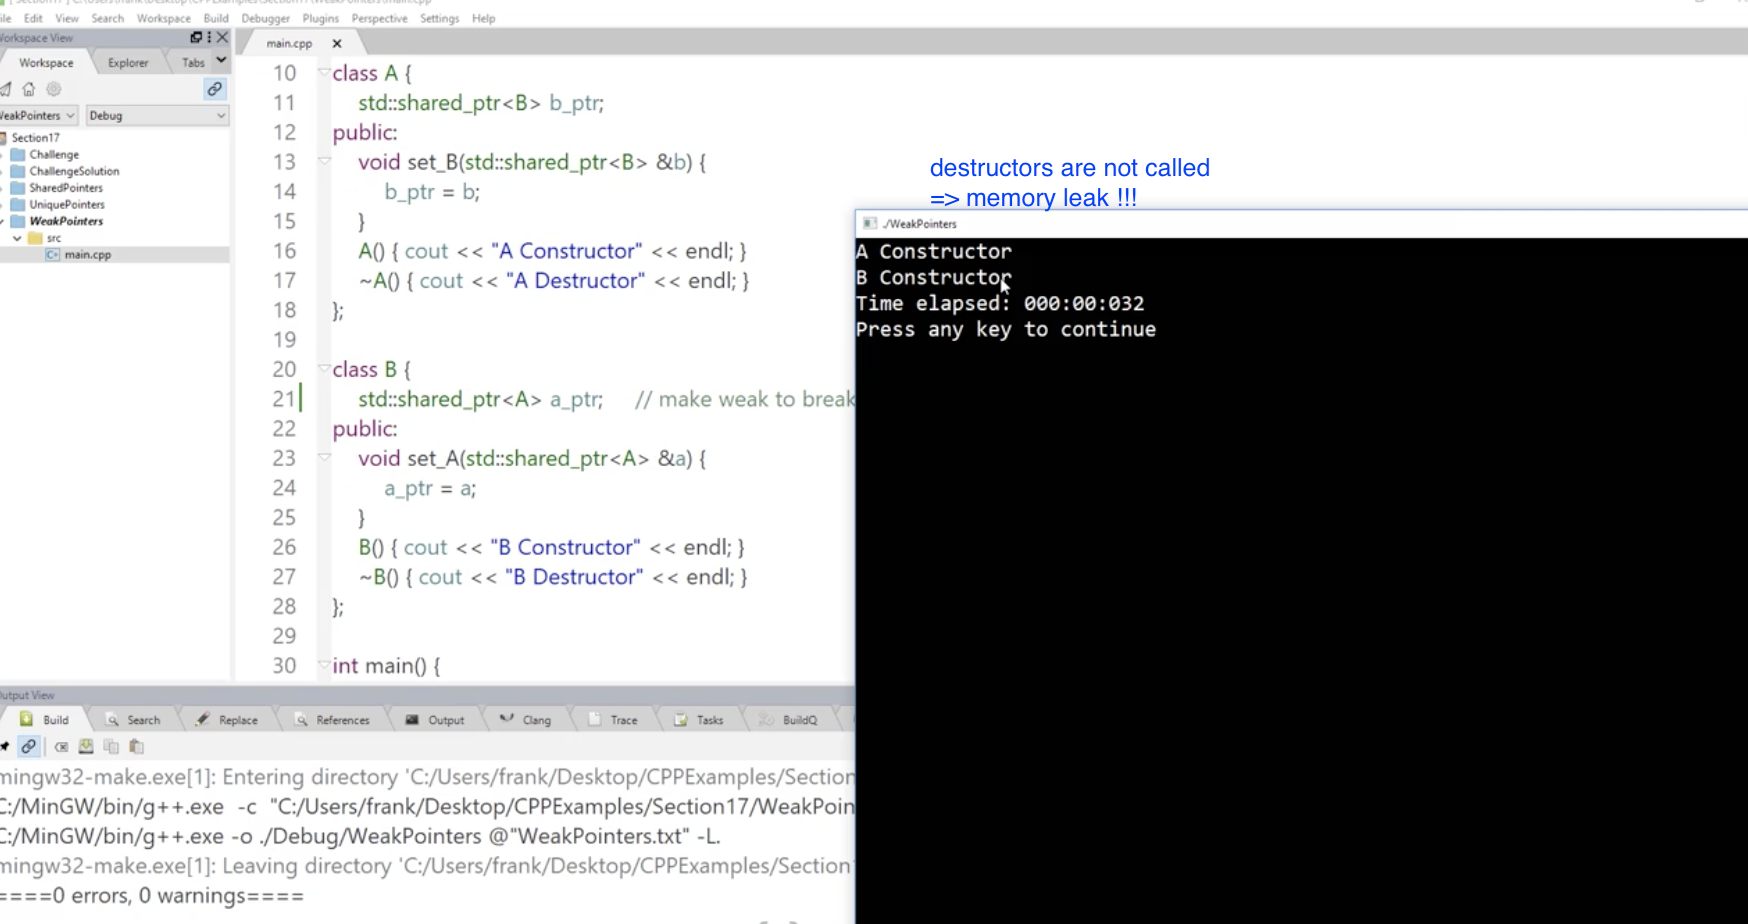 File Edit View Search Workspace Build Debugger Plugins Perspective Settings Help
Workspace View
Workspace Explorer Tabs
WeakPointers Debug
Section17
Challenge
ChallengeSolution
SharedPointers
UniquePointers
WeakPointers
src
main.cpp
main.cpp
10 class A {
11 std::shared_ptr<B> b_ptr;
12 public:
13 void set_B(std::shared_ptr<B> &b) {
14 b_ptr = b;
15 }
16 A() { cout << "A Constructor" << endl; }
17 ~A() { cout << "A Destructor" << endl; }
18 };
19
20 class B {
21 std::shared_ptr<A> a_ptr; // make weak to break
22 public:
23 void set_A(std::shared_ptr<A> &a) {
24 a_ptr = a;
25 }
26 B() { cout << "B Constructor" << endl; }
27 ~B() { cout << "B Destructor" << endl; }
28 };
29
30 int main() {
destructors are not called
=> memory leak !!!
./WeakPointers
A Constructor
B Constructor
Time elapsed: 000:00:032
Press any key to continue
Output View
Build Search Replace References Output Clang Trace Tasks BuildQ
mingw32-make.exe[1]: Entering directory 'C:/Users/frank/Desktop/CPPExamples/Section
C:/MinGW/bin/g++.exe -c "C:/Users/frank/Desktop/CPPExamples/Section17/WeakPoin
C:/MinGW/bin/g++.exe -o ./Debug/WeakPointers @"WeakPointers.txt" -L.
mingw32-make.exe[1]: Leaving directory 'C:/Users/frank/Desktop/CPPExamples/Section
====0 errors, 0 warnings====